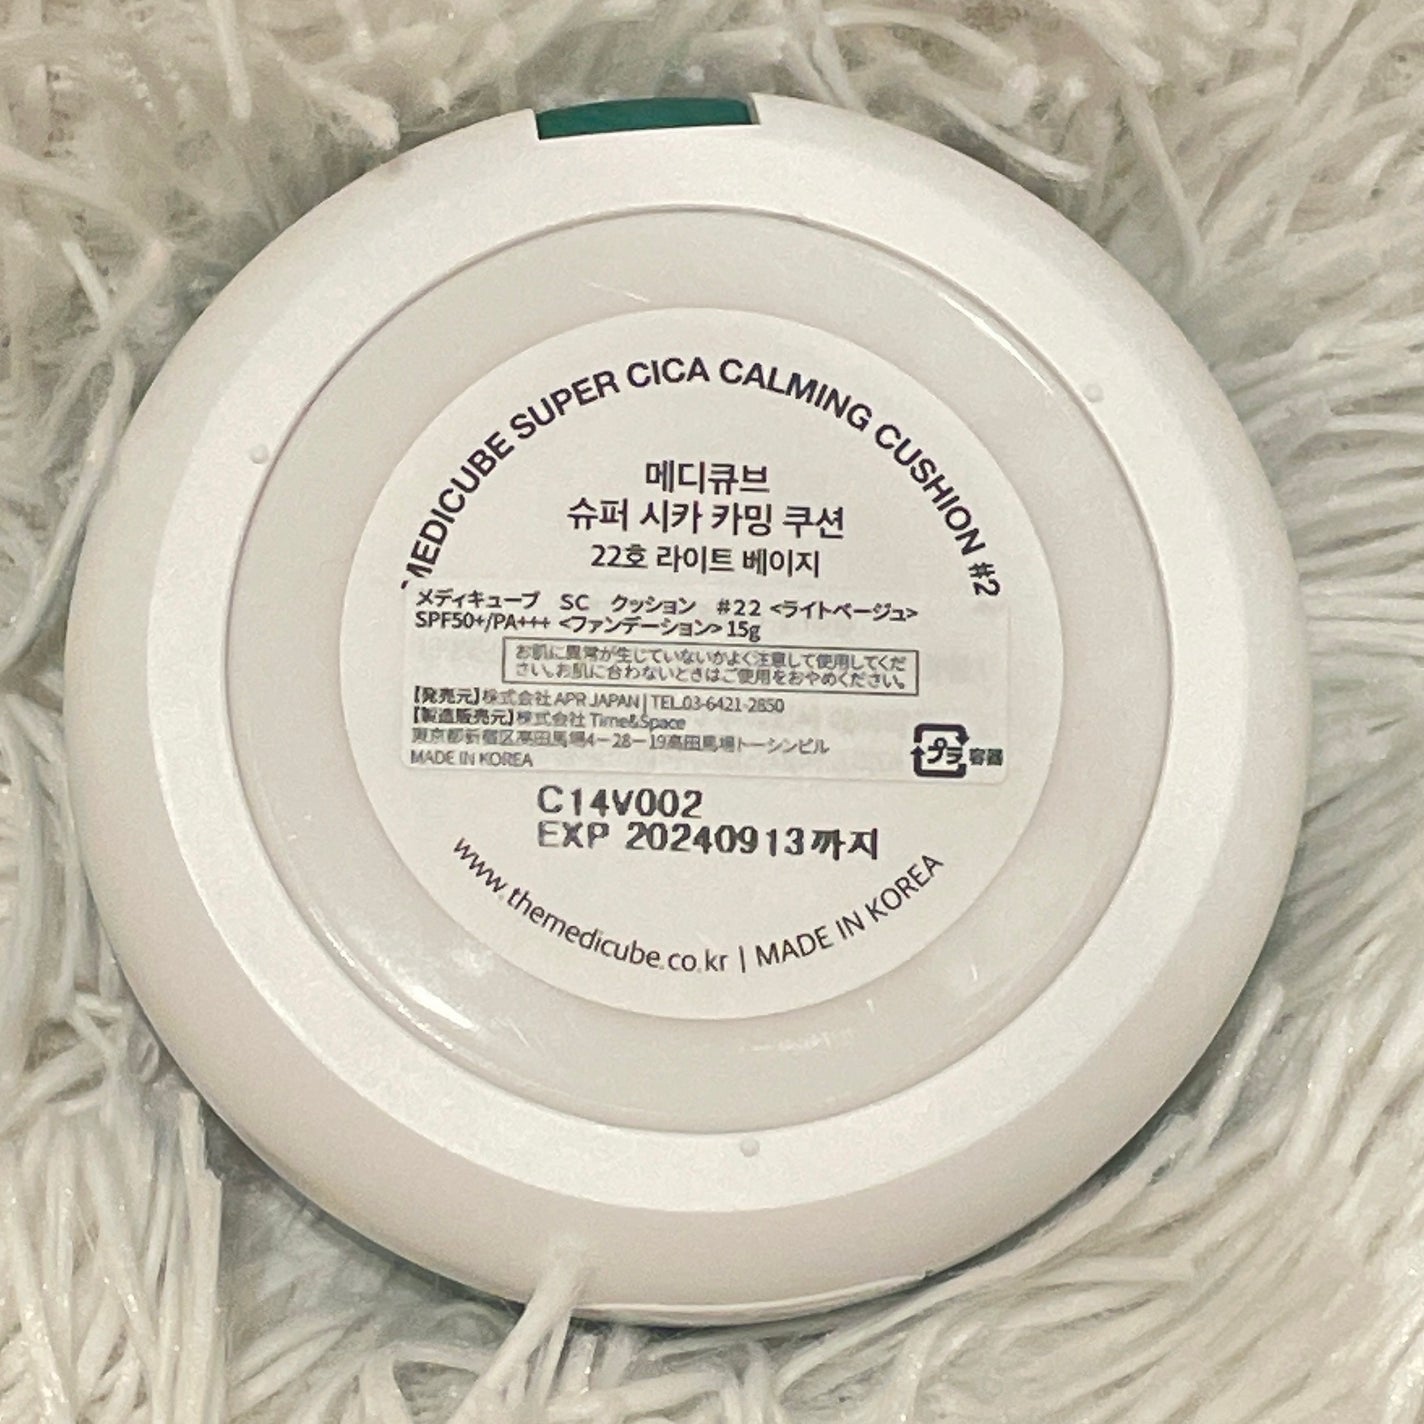 MEDICUBE SUPER CICA CALMING CUSHION #2
메디큐브
슈퍼 시카 카밍 쿠션
22호 라이트 베이지
メディキューブ SC クッション #22 <ライトベージュ>
SPF50+/PA+++ <ファンデーション> 15g
お肌に異常が生じていないかよく注意して使用してくだ
さい。お肌に合わないときはご使用をおやめください。
【発売元】株式会社 APR JAPAN | TEL.03-6421-2850
【製造販売元】株式会社 Time&Space
東京都新宿区高田馬場4-28-19高田馬場トーシンビル
MADE IN KOREA
プラ 容器
C14V002
EXP 20240913까지
www.themedicube.co.kr | MADE IN KOREA